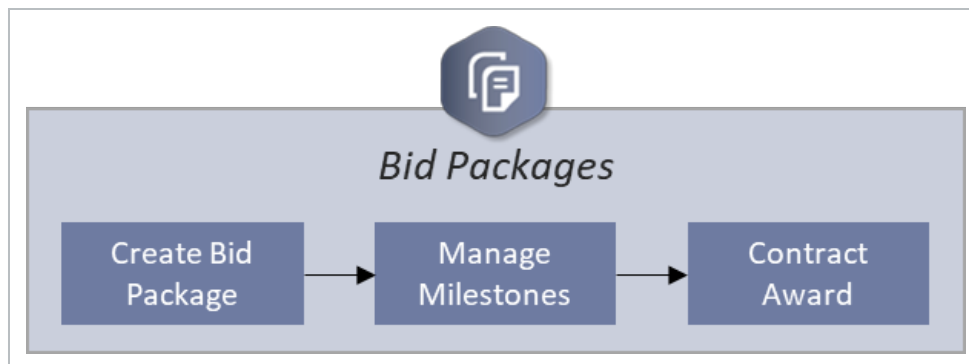 Bid Packages
Create Bid
Package
Manage
Milestones
Contract
Award